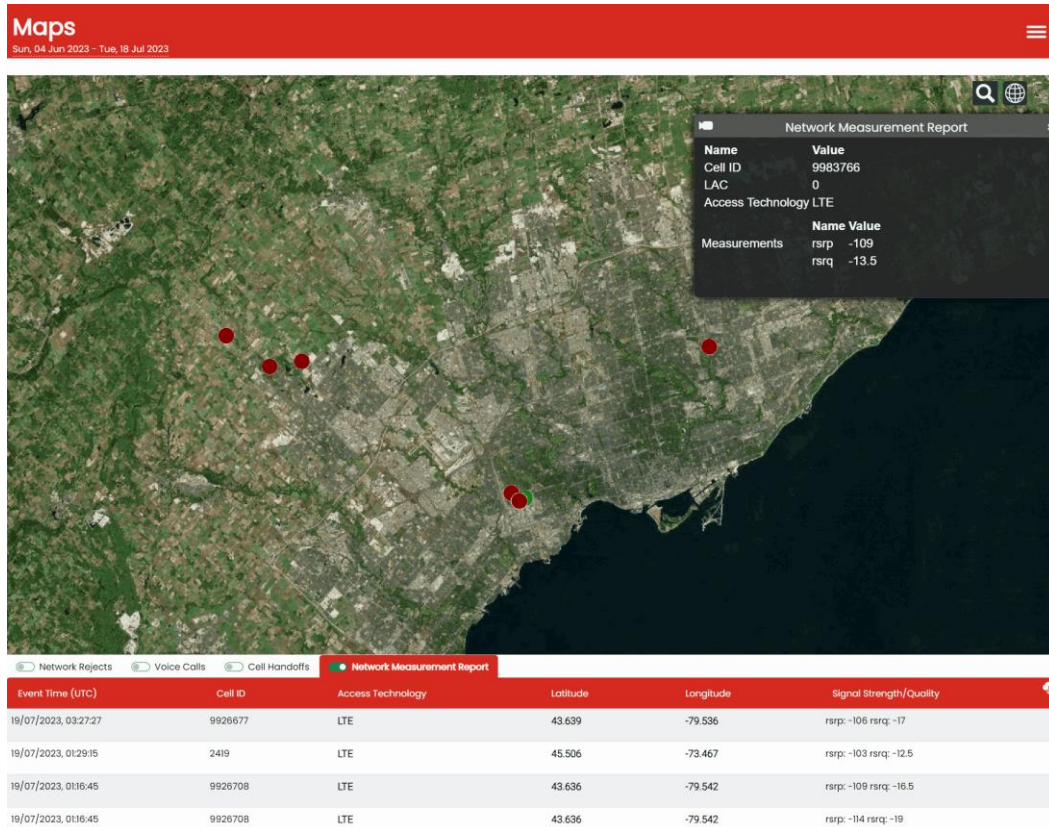 Maps
Sun, 04 Jun 2023 - Tue, 18 Jul 2023
Network Measurement Report
Name Value
Cell ID 9983766
LAC 0
Access Technology LTE
Name Value
Measurements rsrp -109
rsrq -13.5
Network Rejects Voice Calls Cell Handoffs Network Measurement Report
Event Time (UTC) Cell ID Access Technology Latitude Longitude Signal Strength/Quality
19/07/2023, 03:27:27 9926677 LTE 43.639 -79.536 rsrp: -106 rsrq: -17
19/07/2023, 01:29:15 2419 LTE 45.506 -73.467 rsrp: -103 rsrq: -12.5
19/07/2023, 01:16:45 9926708 LTE 43.636 -79.542 rsrp: -109 rsrq: -16.5
19/07/2023, 01:16:45 9926708 LTE 43.636 -79.542 rsrp: -114 rsrq: -19